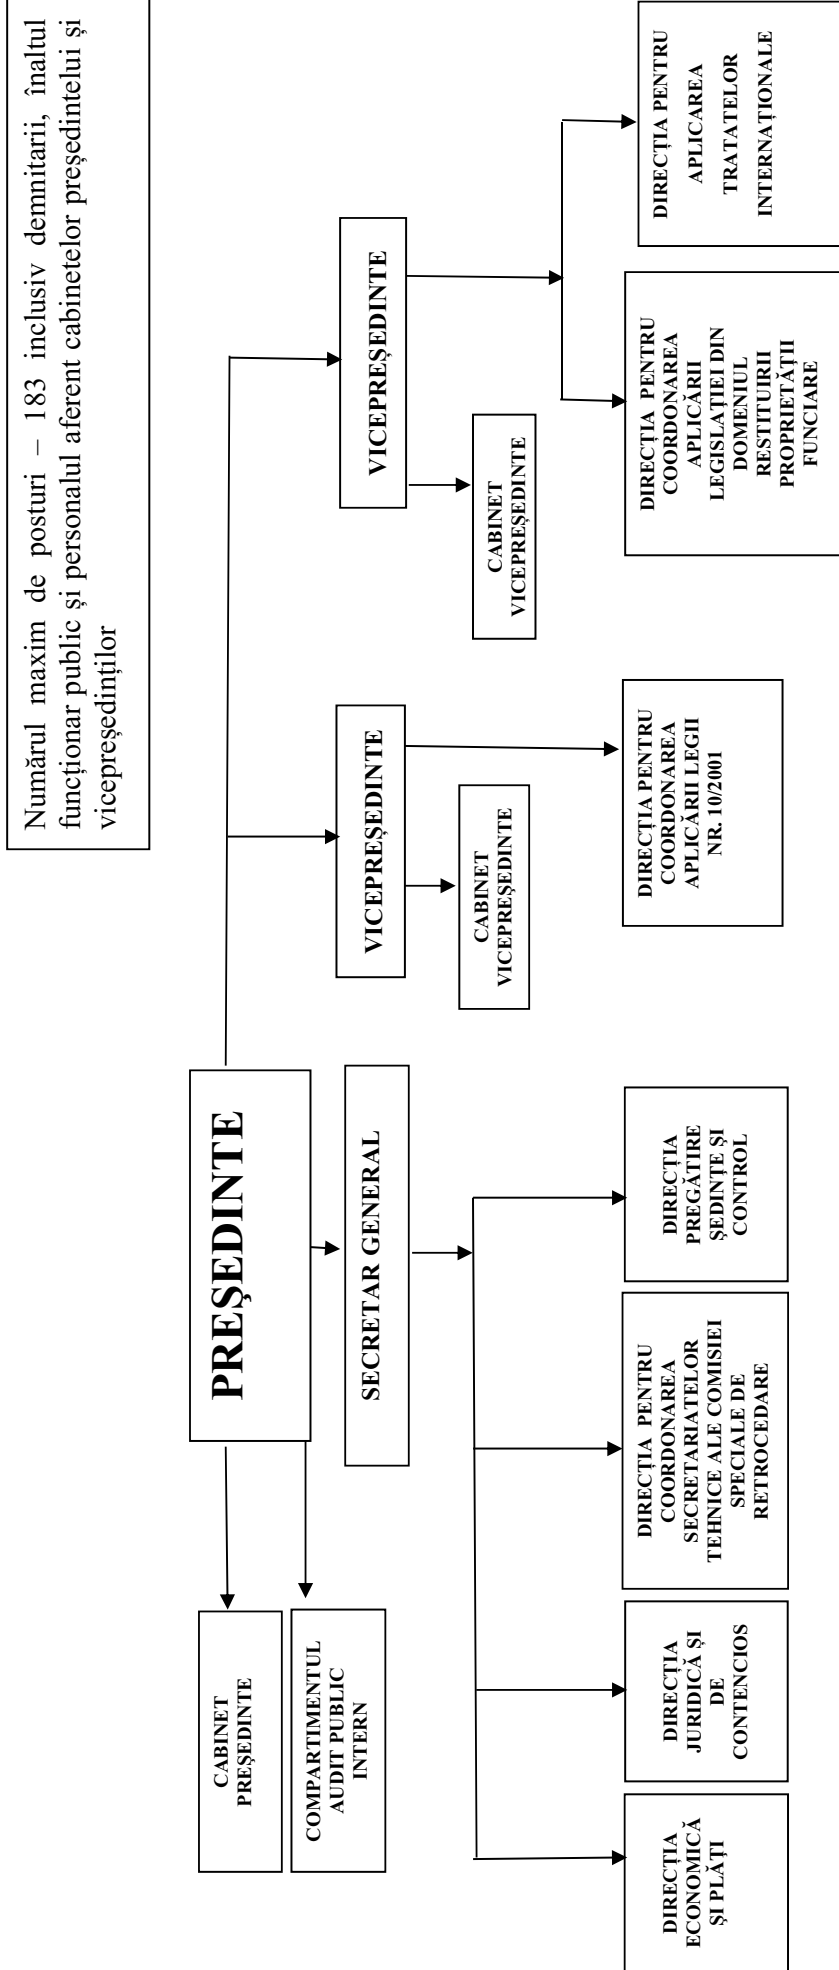 Numărul maxim de posturi – 183 inclusiv demnitarii, înaltul
funcționar public și personalul aferent cabinetelor președintelui și
vicepreședinților
PREȘEDINTE
CABINET
PREȘEDINTE
COMPARTIMENTUL
AUDIT PUBLIC
INTERN
SECRETAR GENERAL
VICEPREȘEDINTE
VICEPREȘEDINTE
CABINET
VICEPREȘEDINTE
CABINET
VICEPREȘEDINTE
DIRECȚIA
ECONOMICĂ
ȘI PLĂȚI
DIRECȚIA
JURIDICĂ ȘI
DE
CONTENCIOS
DIRECȚIA PENTRU
COORDONAREA
SECRETARIATELOR
TEHNICE ALE COMISIEI
SPECIALE DE
RETROCEDARE
DIRECȚIA
PREGĂTIRE
ȘEDINȚE ȘI
CONTROL
DIRECȚIA PENTRU
COORDONAREA
APLICĂRII LEGII
NR. 10/2001
DIRECȚIA PENTRU
COORDONAREA
APLICĂRII
LEGISLAȚIEI DIN
DOMENIUL
RESTITUIRII
PROPRIETĂȚII
FUNCIARE
DIRECȚIA PENTRU
APLICAREA
TRATATELOR
INTERNAȚIONALE